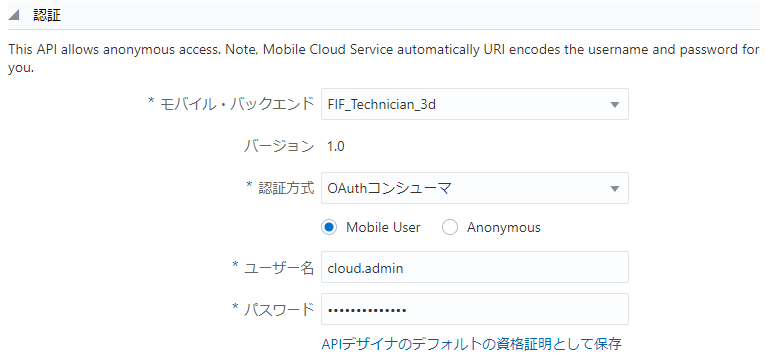 認証
This API allows anonymous access. Note, Mobile Cloud Service automatically URI encodes the username and password for
you.
* モバイル・バックエンド FIF_Technician_3d
バージョン 1.0
* 認証方式 OAuthコンシューマ
Mobile User Anonymous
* ユーザー名 cloud.admin
* パスワード ••••••••••••••
APIデザイナのデフォルトの資格証明として保存